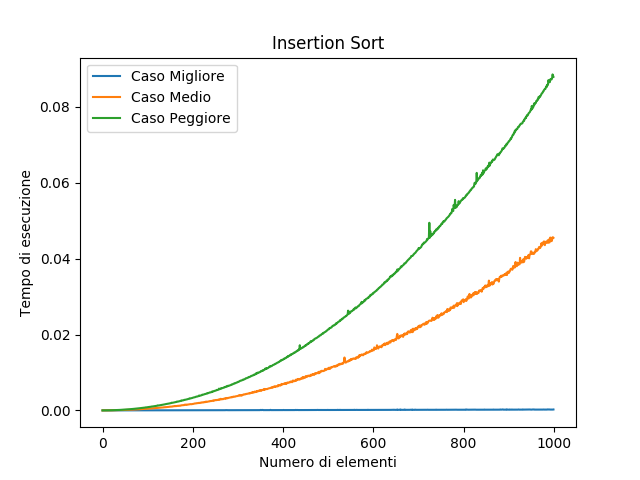 Insertion Sort
Caso Migliore
Caso Medio
Caso Peggiore
Tempo di esecuzione
0.08
0.06
0.04
0.02
0.00
0 200 400 600 800 1000
Numero di elementi